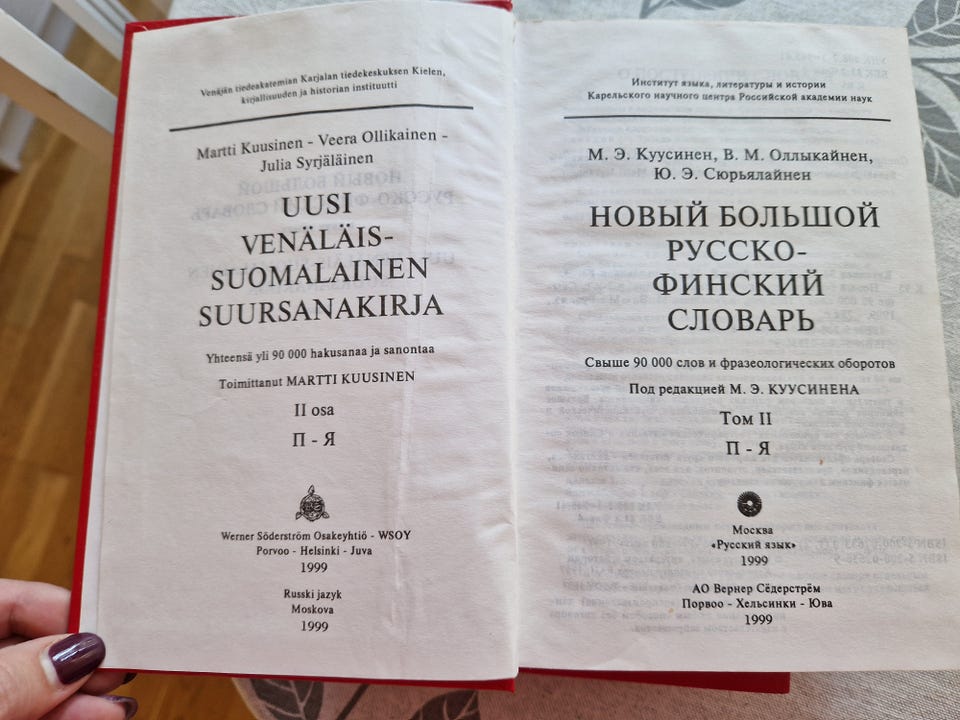 Venäjän tiedeakatemian Karjalan tiedekeskuksen Kielen,
kirjallisuuden ja historian instituutti
Martti Kuusinen - Veera Ollikainen -
Julia Syrjäläinen
UUSI
VENÄLÄIS-
SUOMALAINEN
SUURSANAKIRJA
Yhteensä yli 90 000 hakusanaa ja sanontaa
Toimittanut MARTTI KUUSINEN
II osa
П - Я
Werner Söderström Osakeyhtiö - WSOY
Porvoo - Helsinki - Juva
1999
Russki jazyk
Moskova
1999
Институт языка, литературы и истории
Карельского научного центра Российской академии наук
М. Э. Куусинен, В. М. Оллыкайнен,
Ю. Э. Сюрьялайнен
НОВЫЙ БОЛЬШОЙ
РУССКО-
ФИНСКИЙ
СЛОВАРЬ
Свыше 90 000 слов и фразеологических оборотов
Под редакцией М. Э. КУУСИНЕНА
Том II
П - Я
Москва
«Русский язык»
1999
АО Вернер Сёдерстрём
Порвоо - Хельсинки - Юва
1999